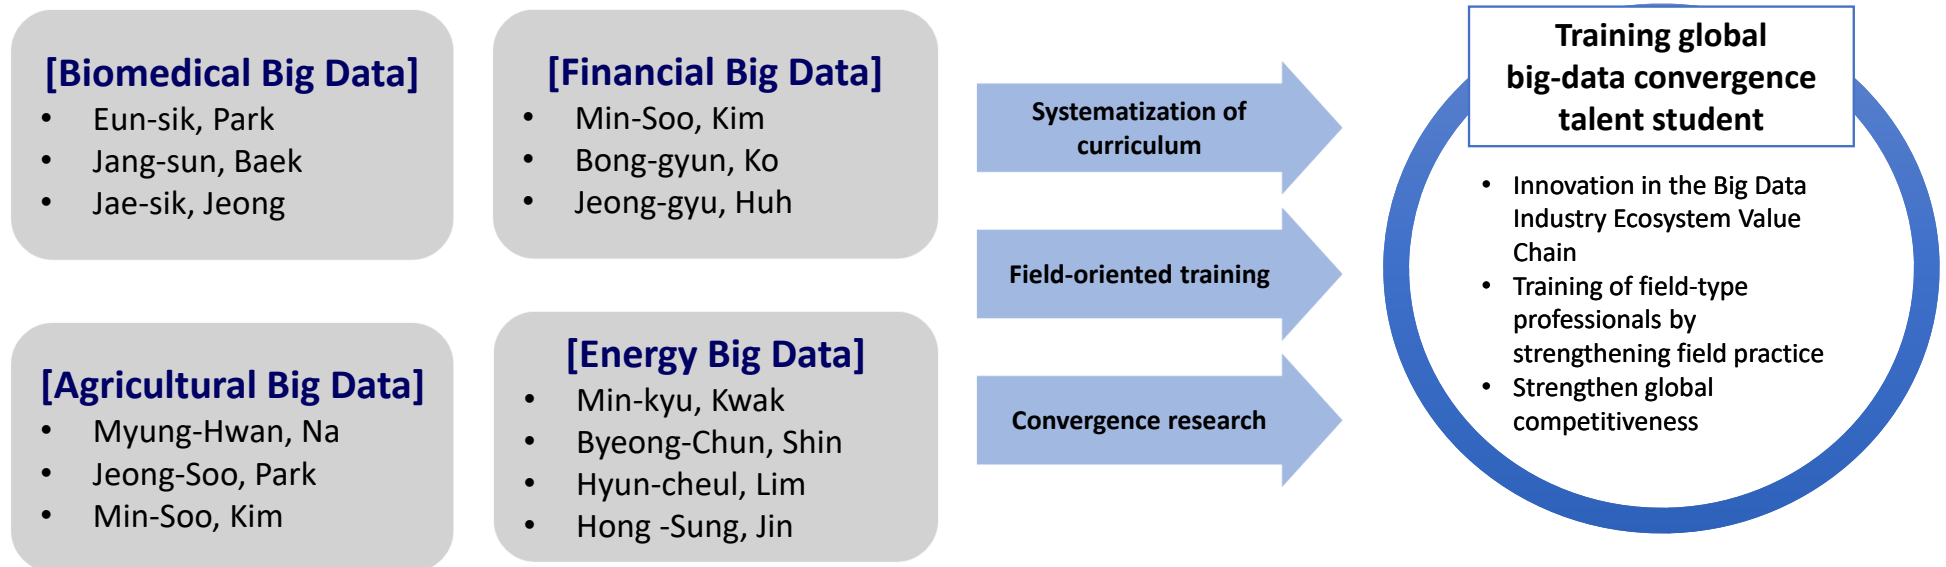 [Biomedical Big Data]
• Eun-sik, Park
• Jang-sun, Baek
• Jae-sik, Jeong
[Financial Big Data]
• Min-Soo, Kim
• Bong-gyun, Ko
• Jeong-gyu, Huh
[Agricultural Big Data]
• Myung-Hwan, Na
• Jeong-Soo, Park
• Min-Soo, Kim
[Energy Big Data]
• Min-kyu, Kwak
• Byeong-Chun, Shin
• Hyun-cheul, Lim
• Hong -Sung, Jin
Systematization of
curriculum
Field-oriented training
Convergence research
Training global
big-data convergence
talent student
• Innovation in the Big Data
Industry Ecosystem Value
Chain
• Training of field-type
professionals by
strengthening field practice
• Strengthen global
competitiveness